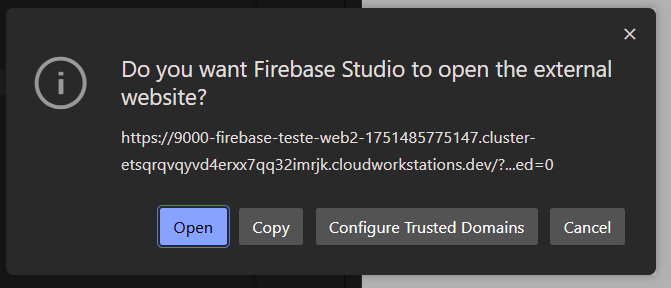 Do you want Firebase Studio to open the external
website?
https://9000-firebase-teste-web2-1751485775147.cluster-
etsqrqvqyvd4erxx7qq32imrjk.cloudworkstations.dev/?...ed=0
Open Copy Configure Trusted Domains Cancel